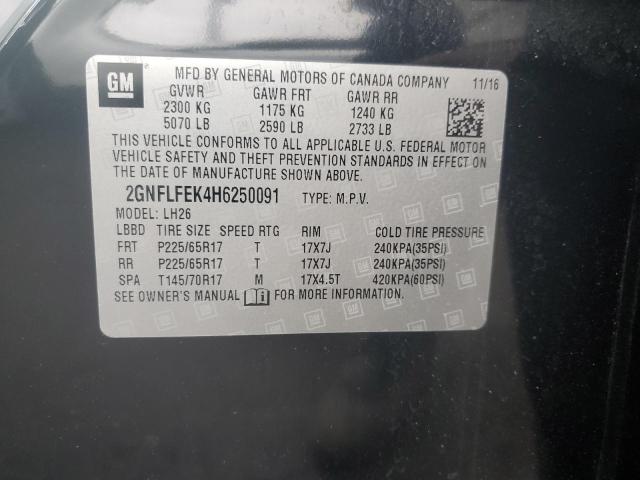 GM
MFD BY GENERAL MOTORS OF CANADA COMPANY 11/16
GVWR GAWR FRT GAWR RR
2300 KG 1175 KG 1240 KG
5070 LB 2590 LB 2733 LB
THIS VEHICLE CONFORMS TO ALL APPLICABLE U.S. FEDERAL MOTOR
VEHICLE SAFETY AND THEFT PREVENTION STANDARDS IN EFFECT ON
THE DATE OF MANUFACTURE SHOWN ABOVE.
2GNFLFEK4H6250091 TYPE: M.P.V.
MODEL: LH26
LBBD TIRE SIZE SPEED RTG RIM COLD TIRE PRESSURE
FRT P225/65R17 T 17X7J 240KPA(35PSI)
RR P225/65R17 T 17X7J 240KPA(35PSI)
SPA T145/70R17 M 17X4.5T 420KPA(60PSI)
SEE OWNER'S MANUAL FOR MORE INFORMATION.